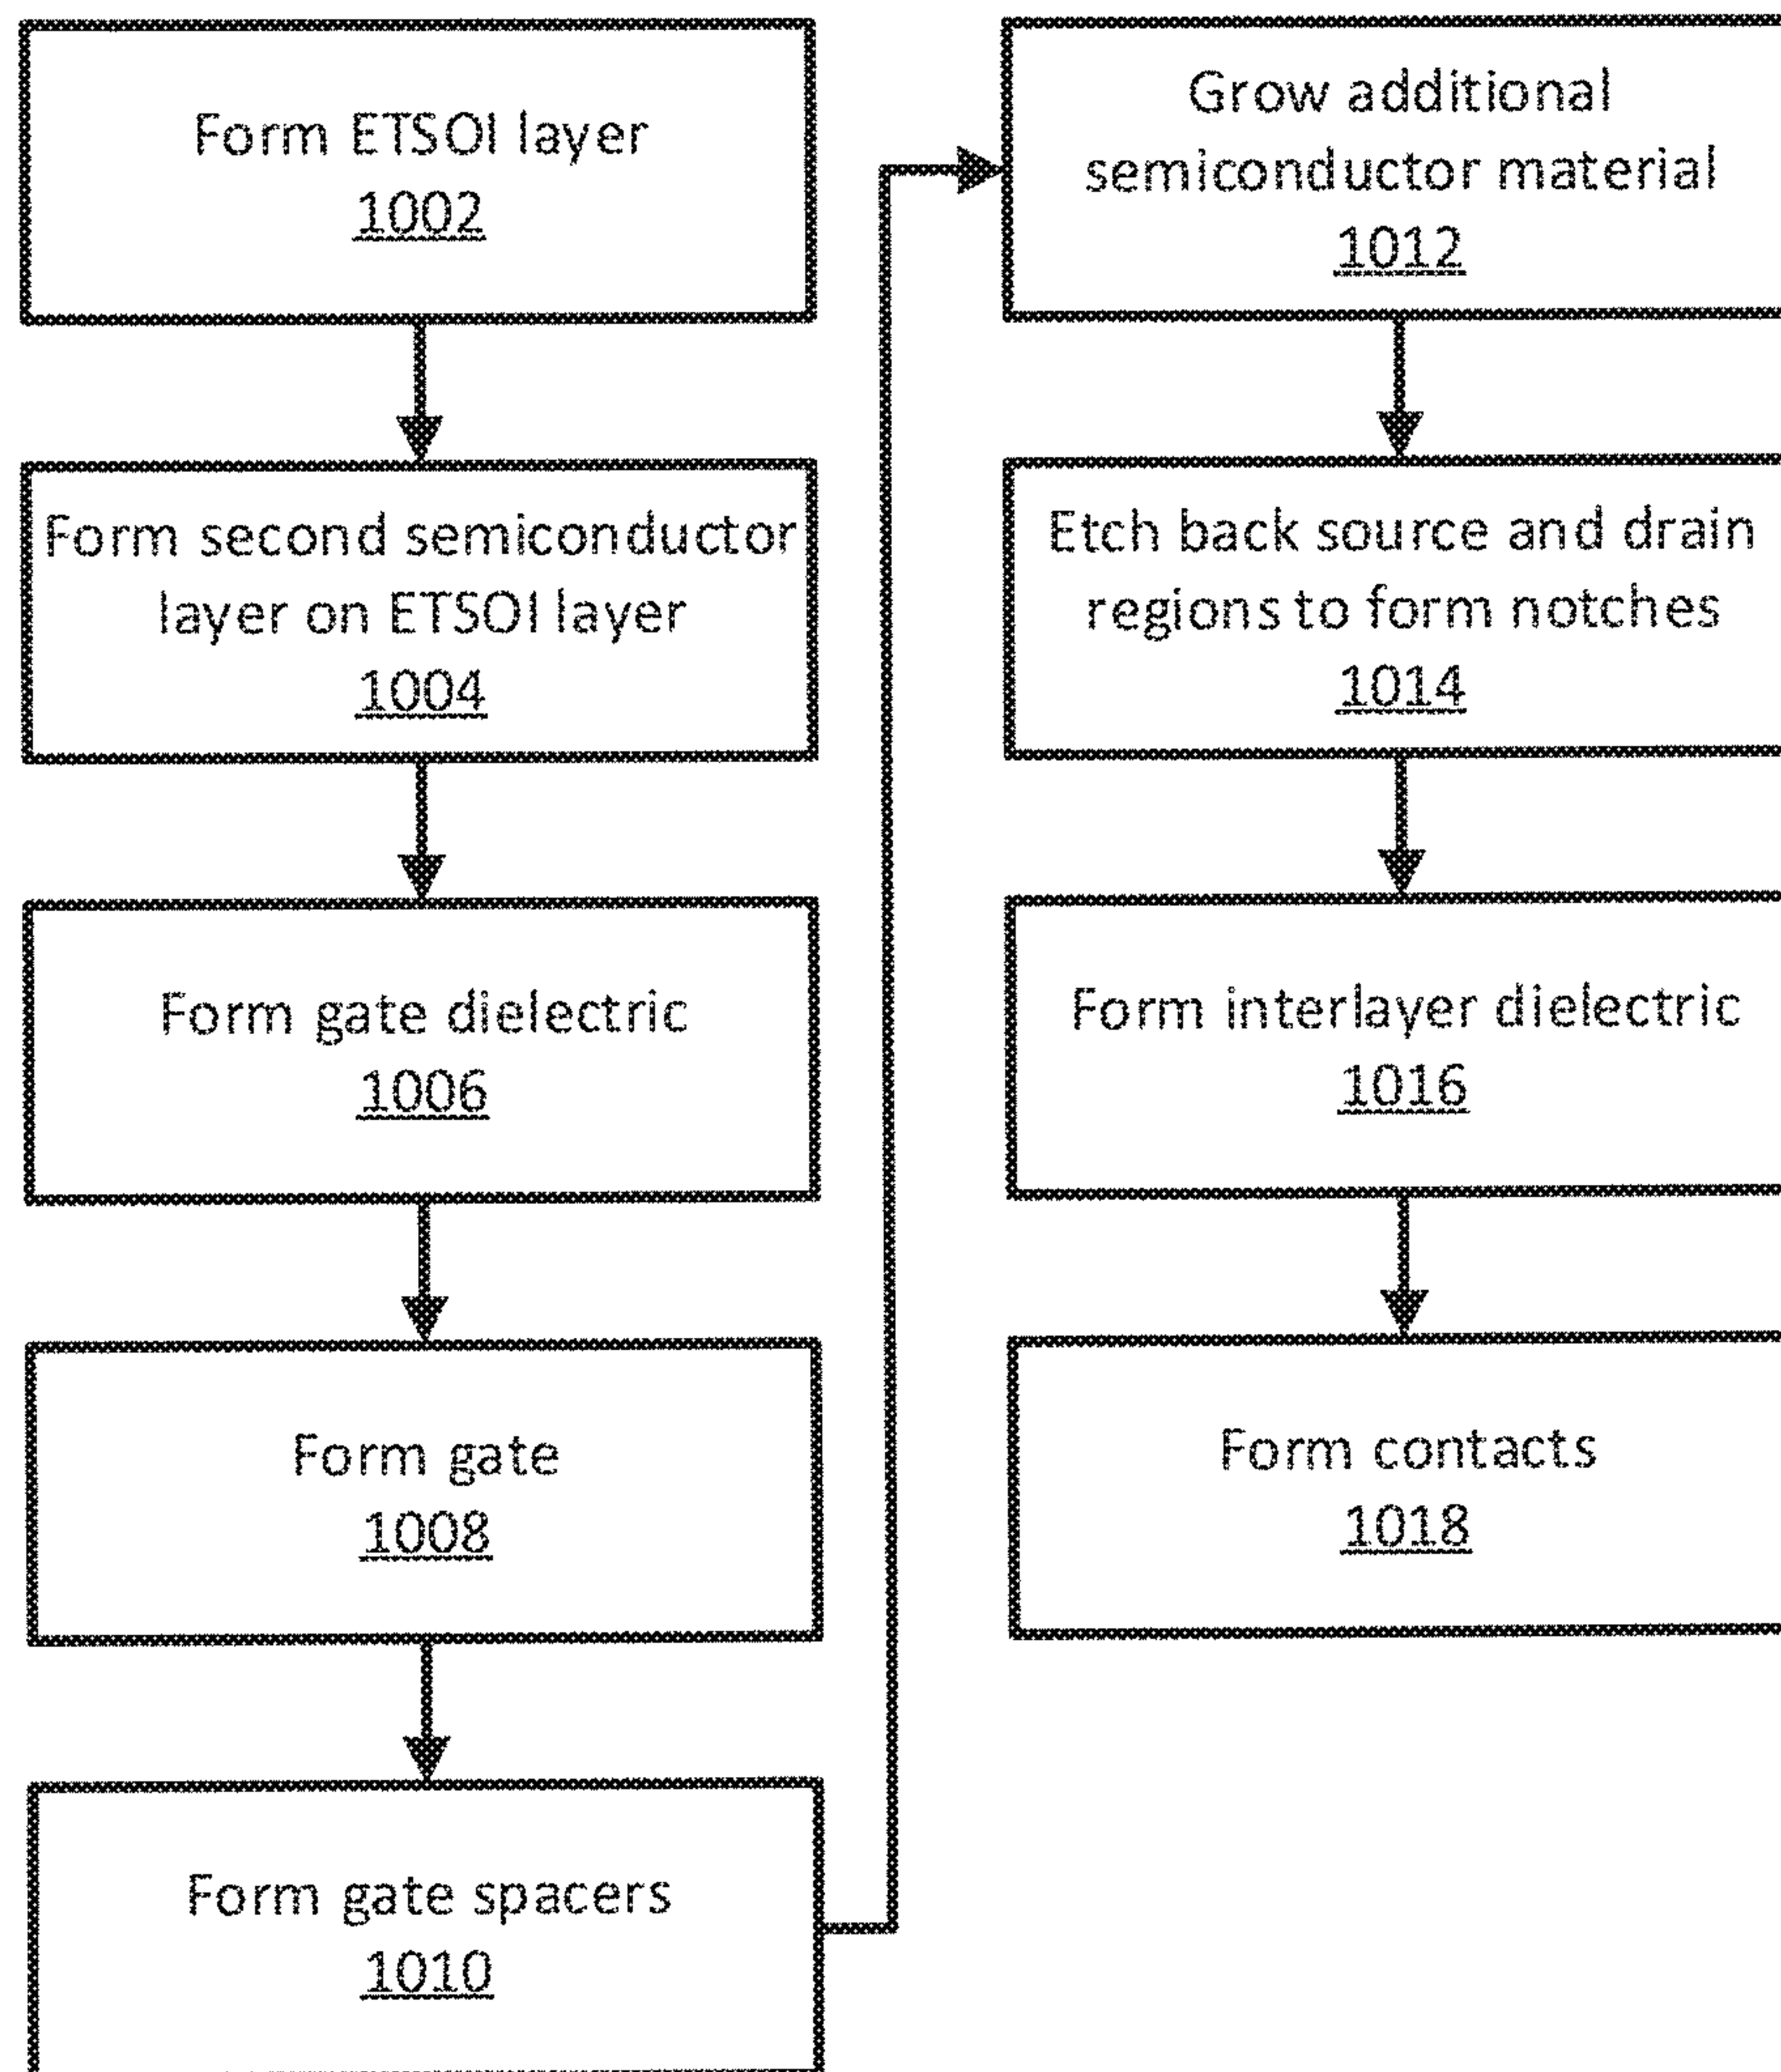 Form ETSOI layer
1002
Form second semiconductor
layer on ETSOI layer
1004
Form gate dielectric
1006
Form gate
1008
Form gate spacers
1010
Grow additional
semiconductor material
1012
Etch back source and drain
regions to form notches
1014
Form interlayer dielectric
1016
Form contacts
1018